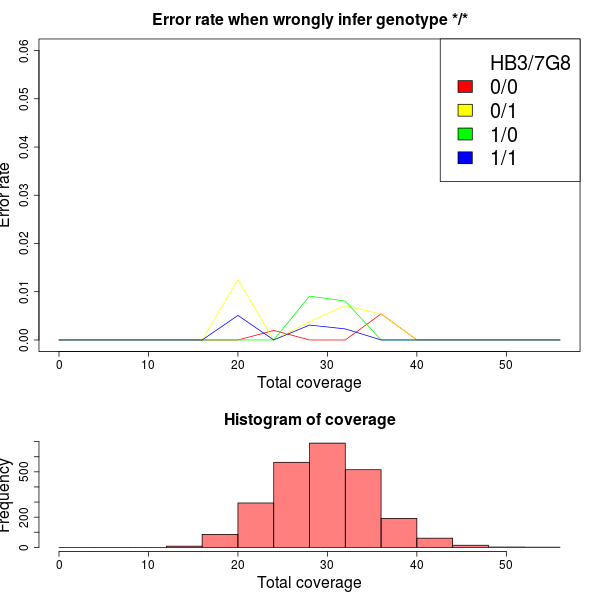 Error rate when wrongly infer genotype */*
Error rate
0.06
0.05
0.04
0.03
0.02
0.01
0.00
HB3/7G8
0/0
0/1
1/0
1/1
0 10 20 30 40 50
Total coverage
Histogram of coverage
Frequency
500
200
0
0 10 20 30 40 50
Total coverage